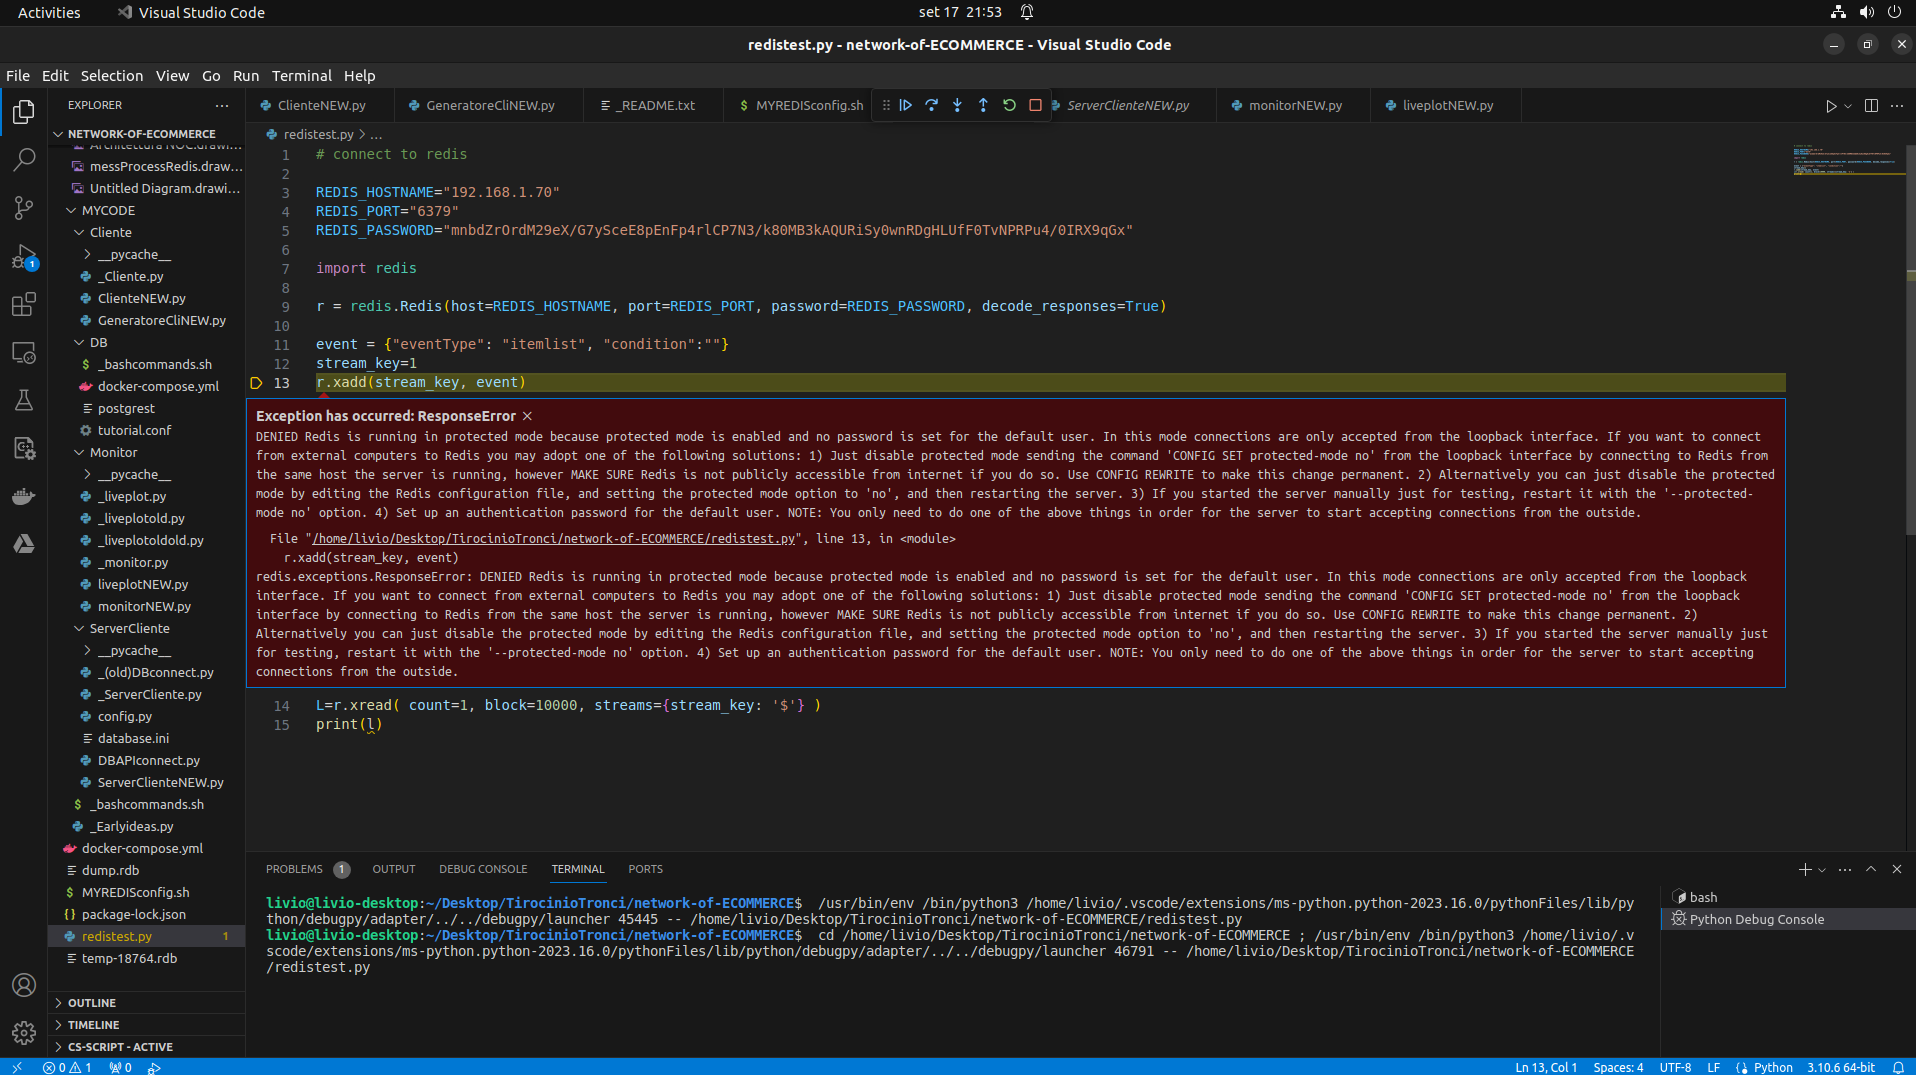 Activities
Visual Studio Code
set 17 21:53
redistest.py - network-of-ECOMMERCE - Visual Studio Code
File Edit Selection View Go Run Terminal Help
EXPLORER
ClienteNEW.py
GeneratoreCliNEW.py
_README.txt
MYREDISconfig.sh
ServerClienteNEW.py
monitorNEW.py
liveplotNEW.py
NETWORK-OF-ECOMMERCE
Architettura NOC.drawi...
messProcessRedis.draw...
Untitled Diagram.drawi...
MYCODE
Cliente
__pycache__
_Cliente.py
ClienteNEW.py
GeneratoreCliNEW.py
DB
_bashcommands.sh
docker-compose.yml
postgrest
tutorial.conf
Monitor
__pycache__
_liveplot.py
_liveplotold.py
_liveplotoldold.py
_monitor.py
liveplotNEW.py
monitorNEW.py
ServerCliente
__pycache__
_(old)DBconnect.py
_ServerCliente.py
config.py
database.ini
DBAPIconnect.py
ServerClienteNEW.py
_bashcommands.sh
_Earlyideas.py
docker-compose.yml
dump.rdb
MYREDISconfig.sh
package-lock.json
redistest.py 1
temp-18764.rdb
OUTLINE
TIMELINE
CS-SCRIPT - ACTIVE
1
redistest.py > ...
1 # connect to redis
2
3 REDIS_HOSTNAME="192.168.1.70"
4 REDIS_PORT="6379"
5 REDIS_PASSWORD="mnbdZrOrdM29eX/G7ySceE8pEnFp4rlCP7N3/k80MB3kAQURiSy0wnRDgHLUfF0TvNPRPu4/0IRX9qGx"
6
7 import redis
8
9 r = redis.Redis(host=REDIS_HOSTNAME, port=REDIS_PORT, password=REDIS_PASSWORD, decode_responses=True)
10
11 event = {"eventType": "itemlist", "condition":""}
12 stream_key=1
13 r.xadd(stream_key, event)
Exception has occurred: ResponseError
DENIED Redis is running in protected mode because protected mode is enabled and no password is set for the default user. In this mode connections are only accepted from the loopback interface. If you want to connect
from external computers to Redis you may adopt one of the following solutions: 1) Just disable protected mode sending the command 'CONFIG SET protected-mode no' from the loopback interface by connecting to Redis from
the same host the server is running, however MAKE SURE Redis is not publicly accessible from internet if you do so. Use CONFIG REWRITE to make this change permanent. 2) Alternatively you can just disable the protected
mode by editing the Redis configuration file, and setting the protected mode option to 'no', and then restarting the server. 3) If you started the server manually just for testing, restart it with the '--protected-
mode no' option. 4) Set up an authentication password for the default user. NOTE: You only need to do one of the above things in order for the server to start accepting connections from the outside.
File "/home/livio/Desktop/TirocinioTronci/network-of-ECOMMERCE/redistest.py", line 13, in <module>
r.xadd(stream_key, event)
redis.exceptions.ResponseError: DENIED Redis is running in protected mode because protected mode is enabled and no password is set for the default user. In this mode connections are only accepted from the loopback
interface. If you want to connect from external computers to Redis you may adopt one of the following solutions: 1) Just disable protected mode sending the command 'CONFIG SET protected-mode no' from the loopback
interface by connecting to Redis from the same host the server is running, however MAKE SURE Redis is not publicly accessible from internet if you do so. Use CONFIG REWRITE to make this change permanent. 2)
Alternatively you can just disable the protected mode by editing the Redis configuration file, and setting the protected mode option to 'no', and then restarting the server. 3) If you started the server manually just
for testing, restart it with the '--protected-mode no' option. 4) Set up an authentication password for the default user. NOTE: You only need to do one of the above things in order for the server to start accepting
connections from the outside.
14 L=r.xread( count=1, block=10000, streams={stream_key: '$'} )
15 print(l)
PROBLEMS 1 OUTPUT DEBUG CONSOLE TERMINAL PORTS
livio@livio-desktop:~/Desktop/TirocinioTronci/network-of-ECOMMERCE$ /usr/bin/env /bin/python3 /home/livio/.vscode/extensions/ms-python.python-2023.16.0/pythonFiles/lib/py
thon/debugpy/adapter/../../debugpy/launcher 45445 -- /home/livio/Desktop/TirocinioTronci/network-of-ECOMMERCE/redistest.py
livio@livio-desktop:~/Desktop/TirocinioTronci/network-of-ECOMMERCE$ cd /home/livio/Desktop/TirocinioTronci/network-of-ECOMMERCE ; /usr/bin/env /bin/python3 /home/livio/.v
scode/extensions/ms-python.python-2023.16.0/pythonFiles/lib/python/debugpy/adapter/../../debugpy/launcher 46791 -- /home/livio/Desktop/TirocinioTronci/network-of-ECOMMERCE
/redistest.py
bash
Python Debug Console
0 1 0
Ln 13, Col 1 Spaces: 4 UTF-8 LF Python 3.10.6 64-bit